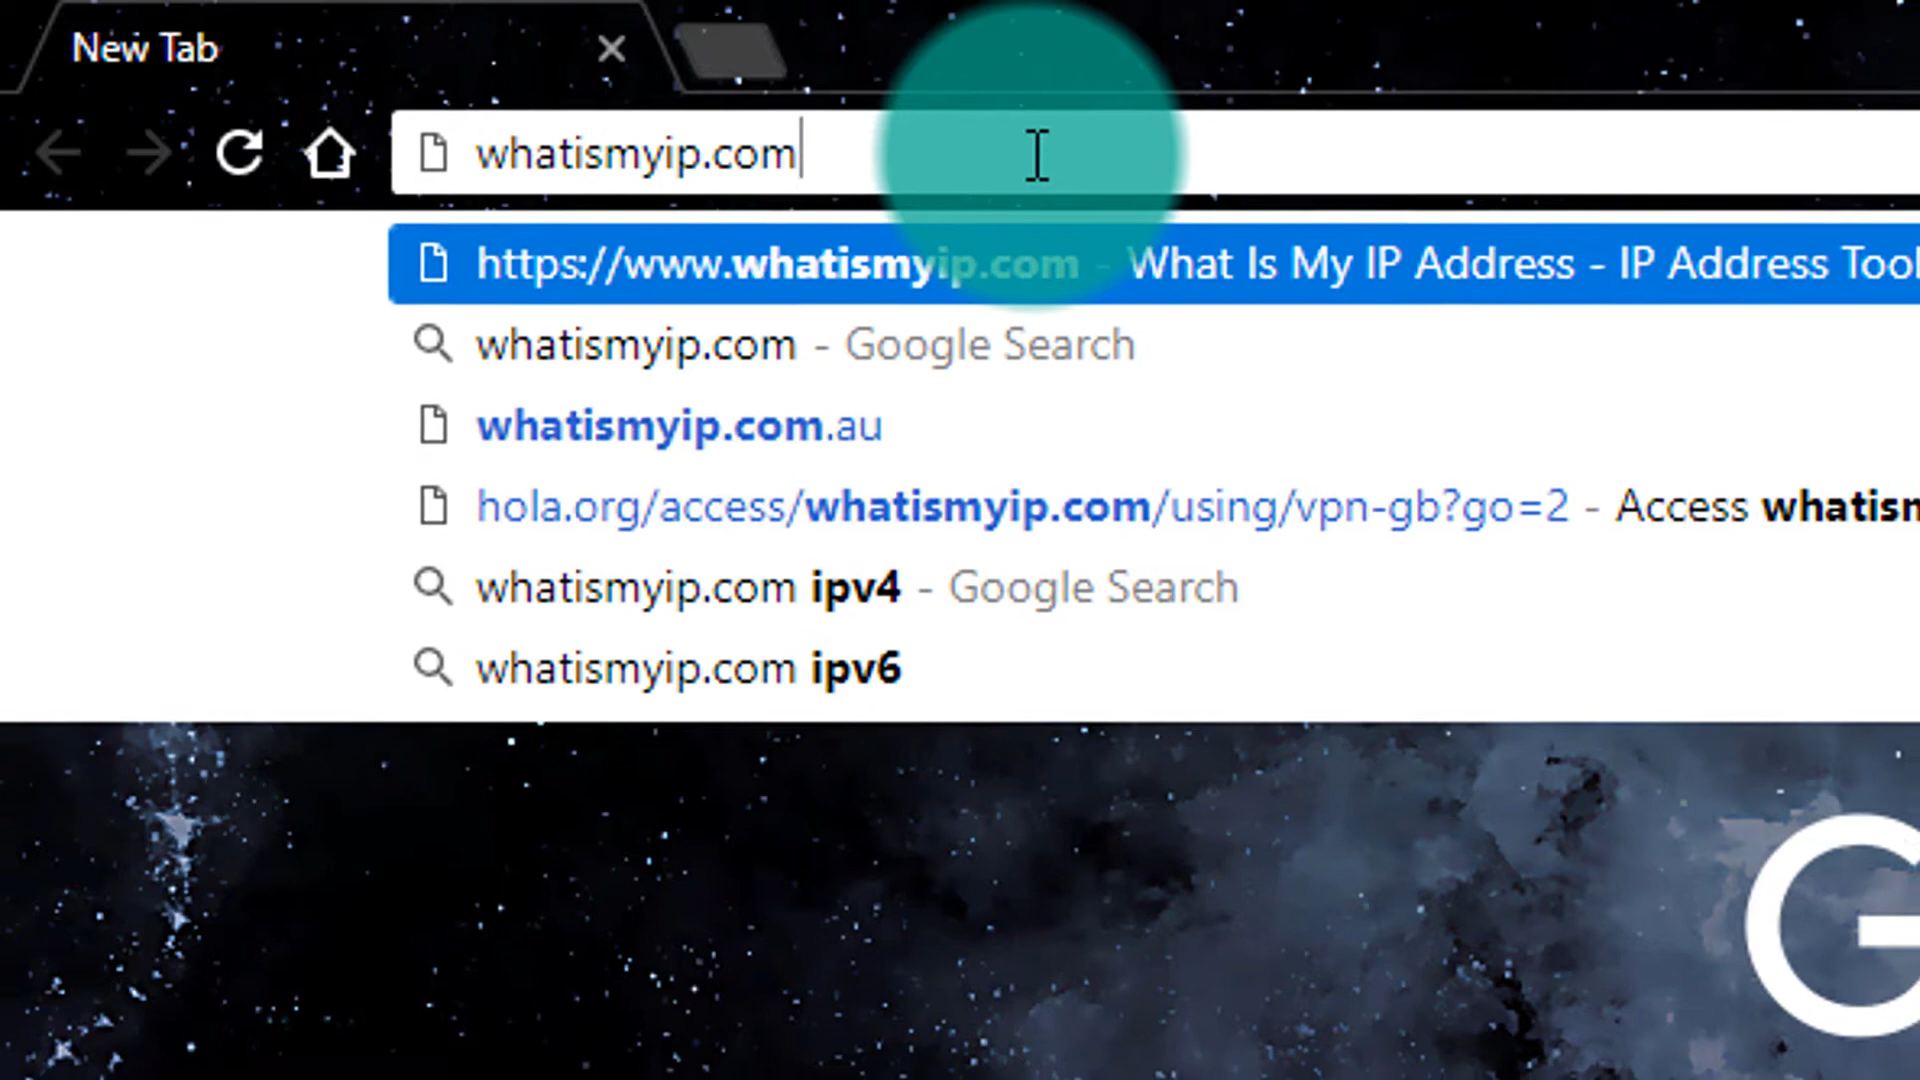 New Tab
whatismyip.com
https://www.whatismyip.com - What Is My IP Address - IP Address Tool
whatismyip.com - Google Search
whatismyip.com.au
hola.org/access/whatismyip.com/using/vpn-gb?go=2 - Access whatism
whatismyip.com ipv4 - Google Search
whatismyip.com ipv6
G